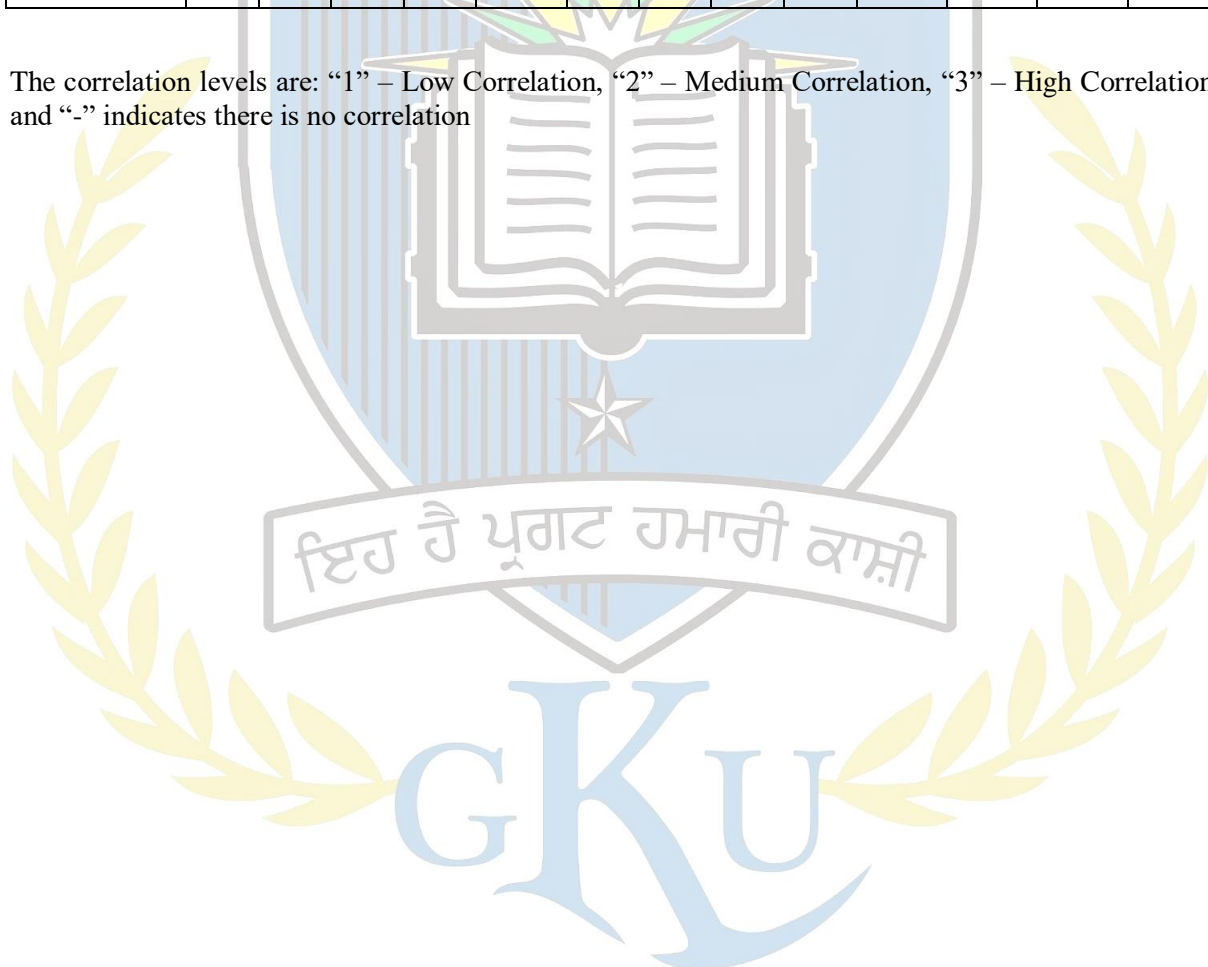 The correlation levels are: “1” – Low Correlation, “2” – Medium Correlation, “3” – High Correlation
and “-” indicates there is no correlation
ਇਹ ਹੈ ਪ੍ਰਗਟ ਹਮਾਰੀ ਕਾਸ਼ੀ
GKU